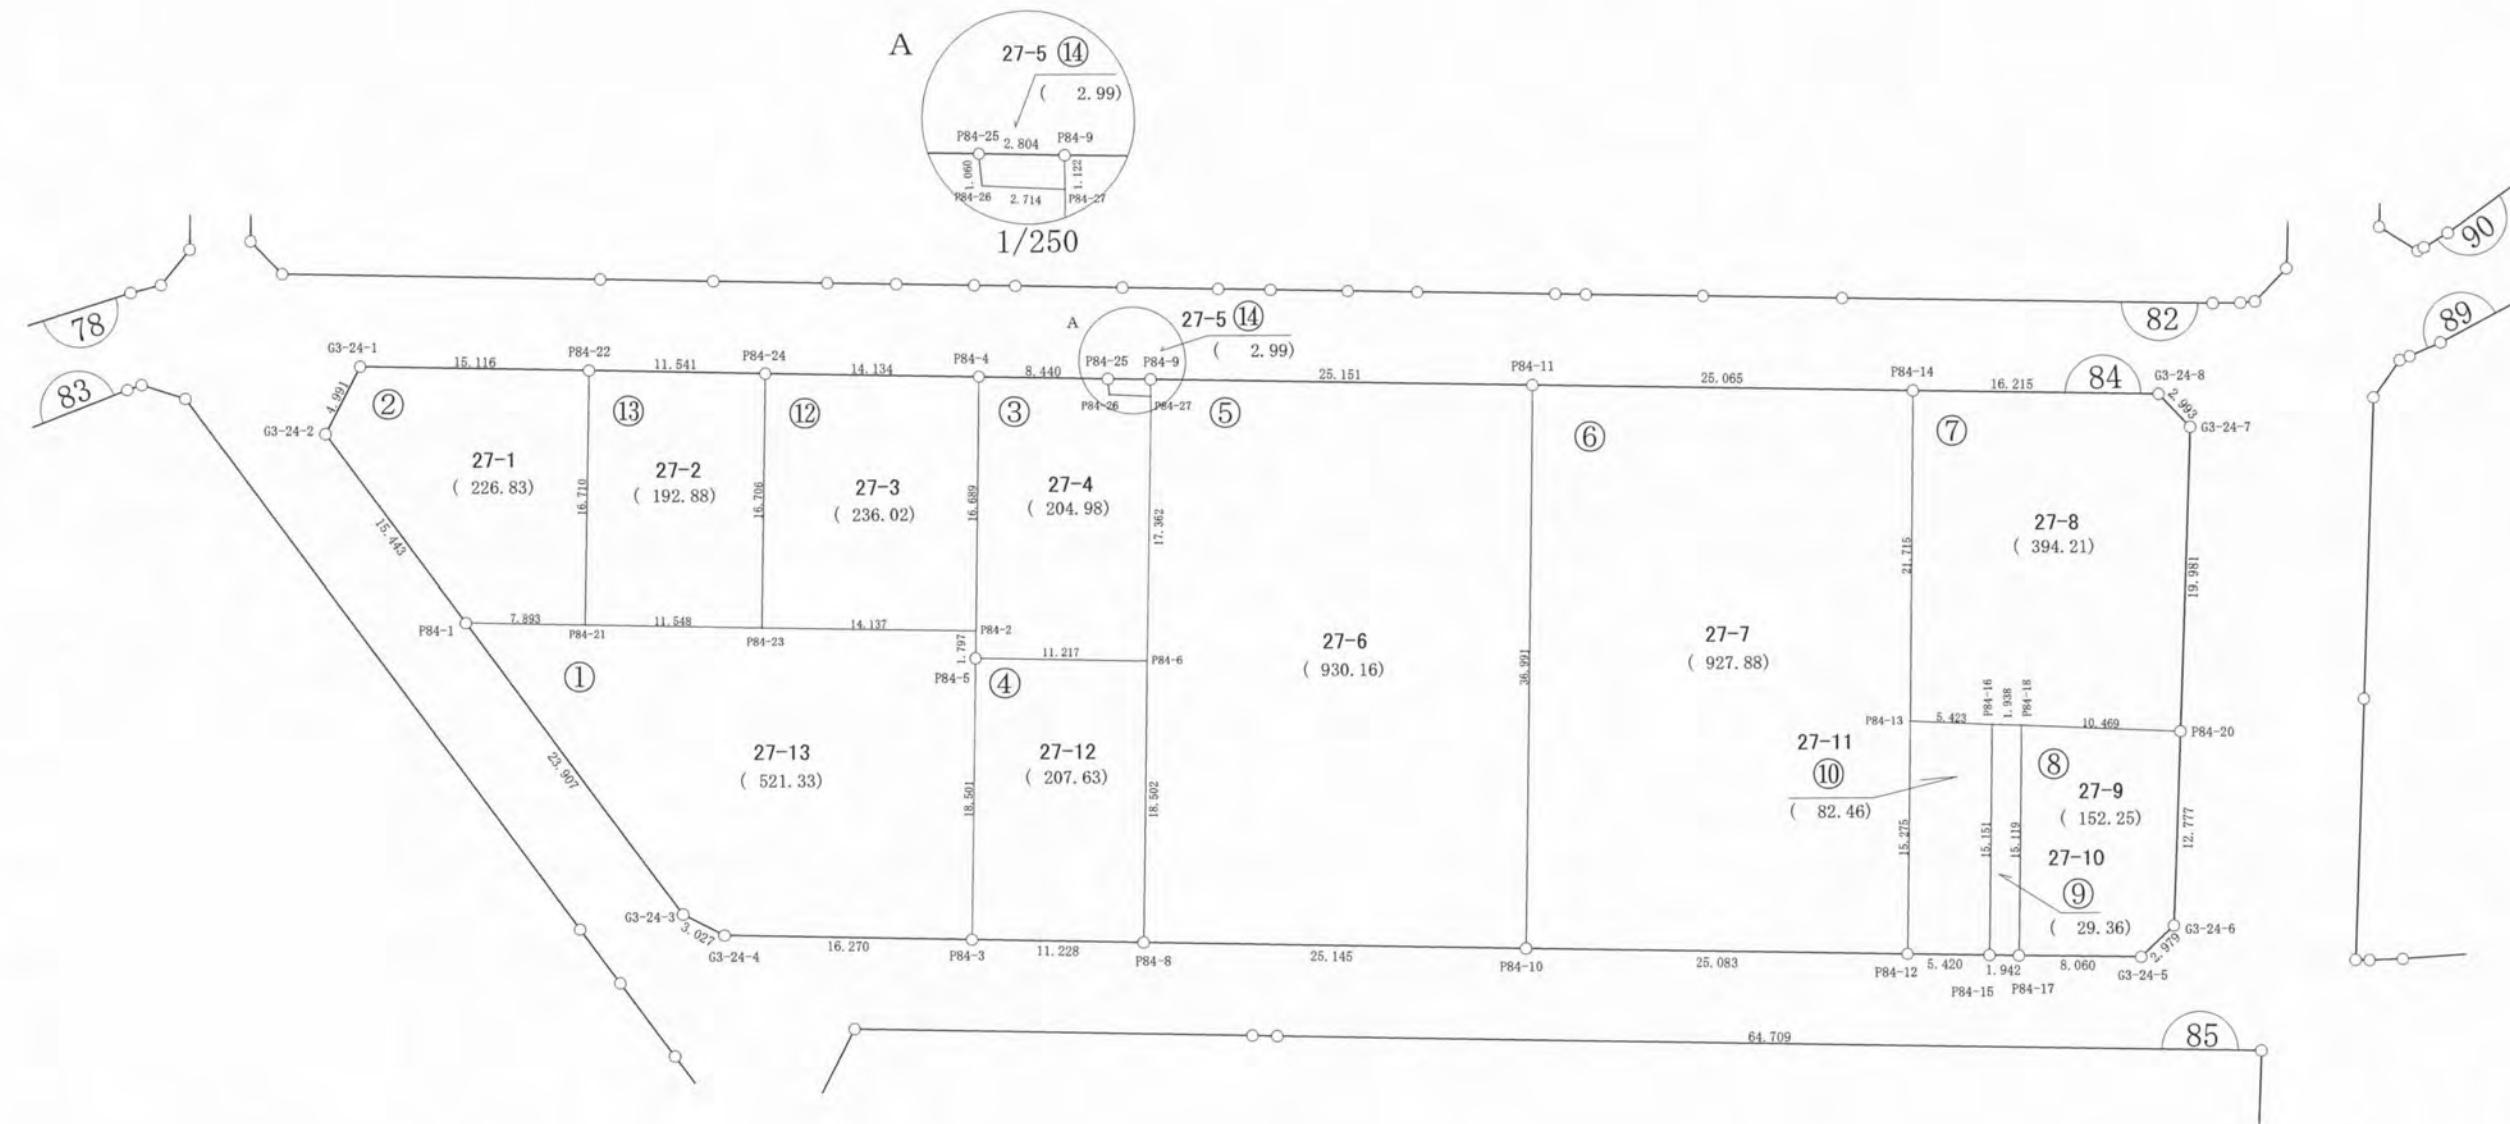 A
27-5 ⑭
( 2.99)
P84-25 P84-9
2.804
1.060
1.122
P84-26 2.714 P84-27
1/250
78
90
89
82
83
84
85
A
27-5 ⑭
( 2.99)
G3-24-1
15.116
P84-22
11.541
P84-24
14.134
P84-4
8.440
P84-25
P84-9
25.151
P84-11
25.065
P84-14
16.215
G3-24-8
2.993
G3-24-7
P84-26
P84-27
4.991
G3-24-2
②
⑬
⑫
③
⑤
⑥
⑦
27-1
( 226.83)
27-2
( 192.88)
27-3
( 236.02)
27-4
( 204.98)
27-8
( 394.21)
16.710
16.706
16.689
17.362
21.715
19.981
15.443
P84-1
7.893
P84-21
11.548
P84-23
14.137
P84-2
1.797
11.217
P84-6
P84-5
①
④
27-6
( 930.16)
27-7
( 927.88)
36.991
P84-13
5.423
P84-16
1.938
P84-18
10.469
P84-20
27-13
( 521.33)
27-12
( 207.63)
27-11
⑩
( 82.46)
⑧
27-9
( 152.25)
27-10
⑨
( 29.36)
23.907
18.501
18.502
15.275
15.151
15.119
12.777
G3-24-3
3.027
G3-24-4
16.270
P84-3
11.228
P84-8
25.145
P84-10
25.083
P84-12
5.420
P84-15
1.942
P84-17
8.060
G3-24-5
2.979
G3-24-6
64.709